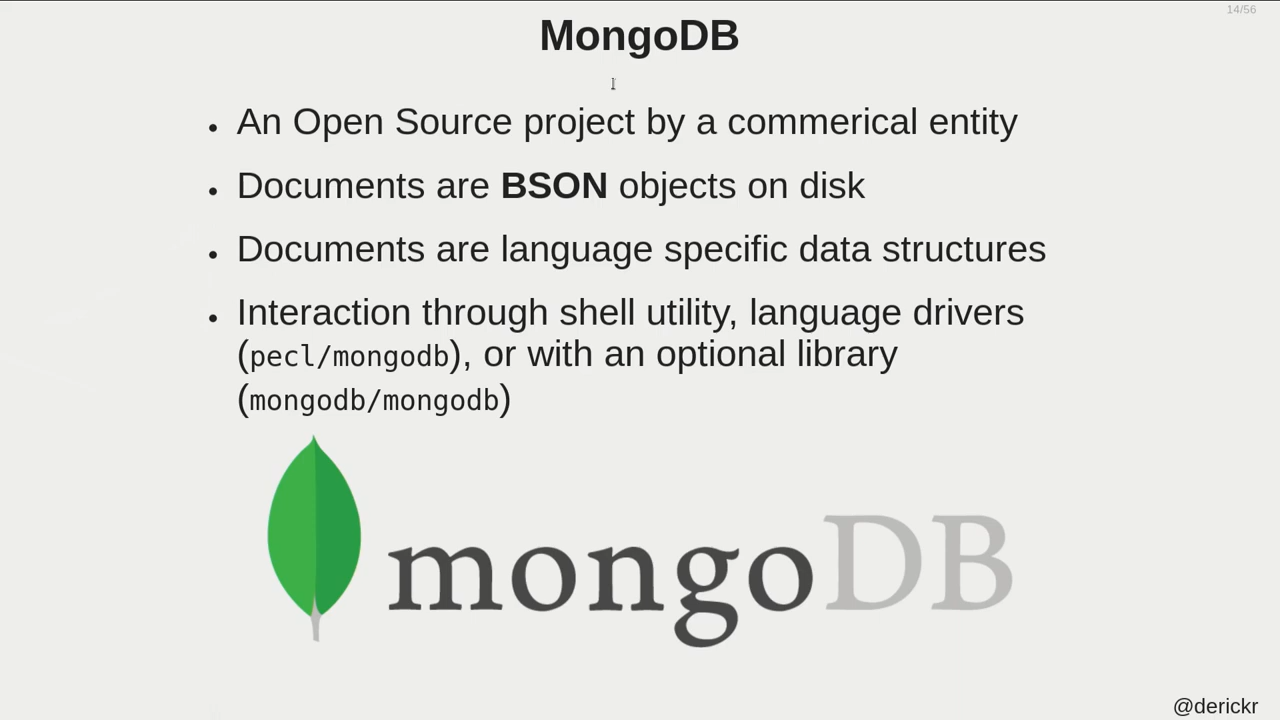 14/56
MongoDB
• An Open Source project by a commerical entity
• Documents are BSON objects on disk
• Documents are language specific data structures
• Interaction through shell utility, language drivers
(pecl/mongodb), or with an optional library
(mongodb/mongodb)
mongoDB
@derickr